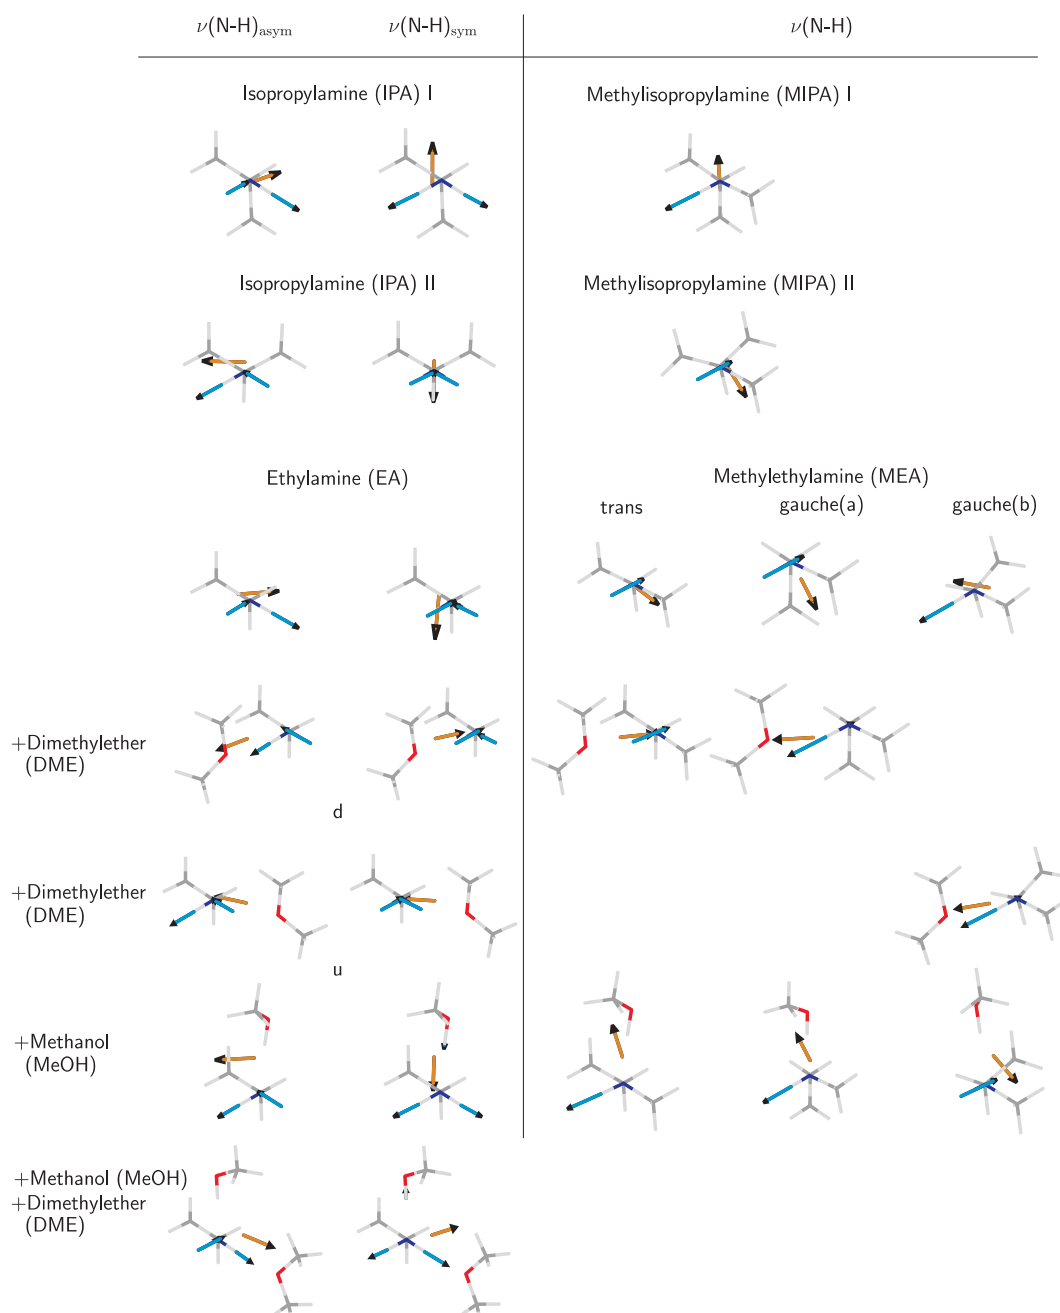 ν(N-H)asym ν(N-H)sym ν(N-H)
Isopropylamine (IPA) I Methylisopropylamine (MIPA) I
Isopropylamine (IPA) II Methylisopropylamine (MIPA) II
Ethylamine (EA) Methylethylamine (MEA)
trans gauche(a) gauche(b)
+Dimethylether
(DME)
d
+Dimethylether
(DME)
u
+Methanol
(MeOH)
+Methanol (MeOH)
+Dimethylether
(DME)